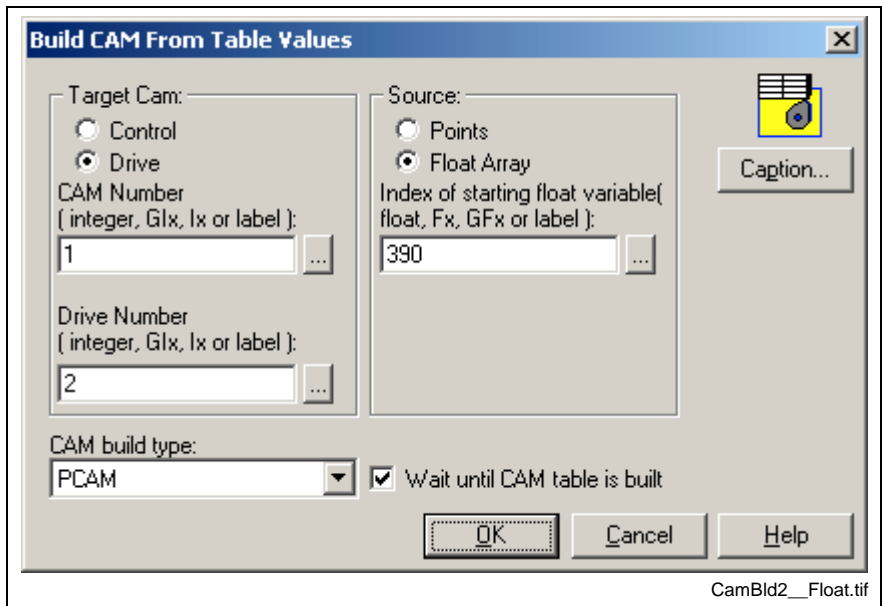 Build CAM From Table Values
Target Cam:
Control
Drive
CAM Number
( integer, GIx, Ix or label ):
1
...
Drive Number
( integer, GIx, Ix or label ):
2
...
Source:
Points
Float Array
Index of starting float variable(
float, Fx, GFx or label ):
390
...
Caption...
CAM build type:
PCAM
Wait until CAM table is built
OK
Cancel
Help
CamBld2__Float.tif